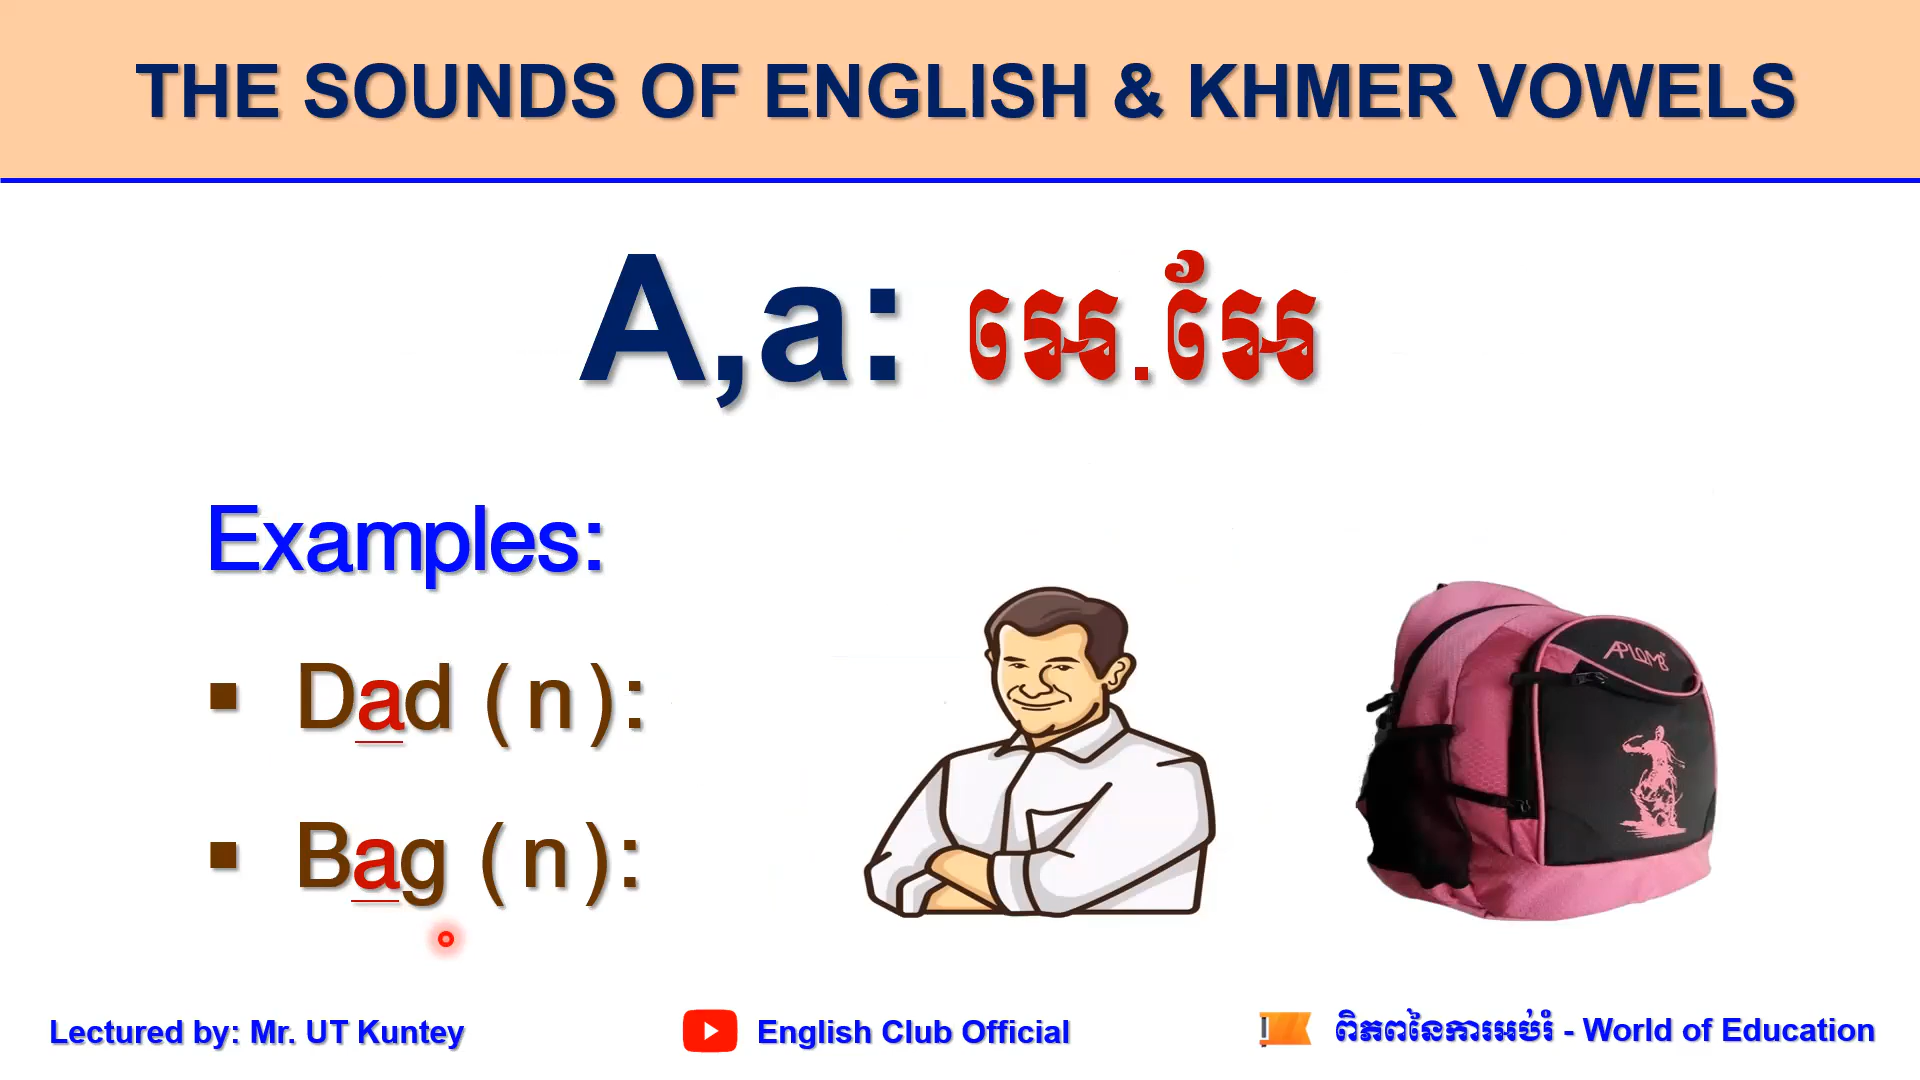 THE SOUNDS OF ENGLISH & KHMER VOWELS
A,a: អេ.អែ
Examples:
▪ Dad (n):
▪ Bag (n):
APLOMB
Lectured by: Mr. UT Kuntey
English Club Official
ពិភពនៃការអប់រំ - World of Education